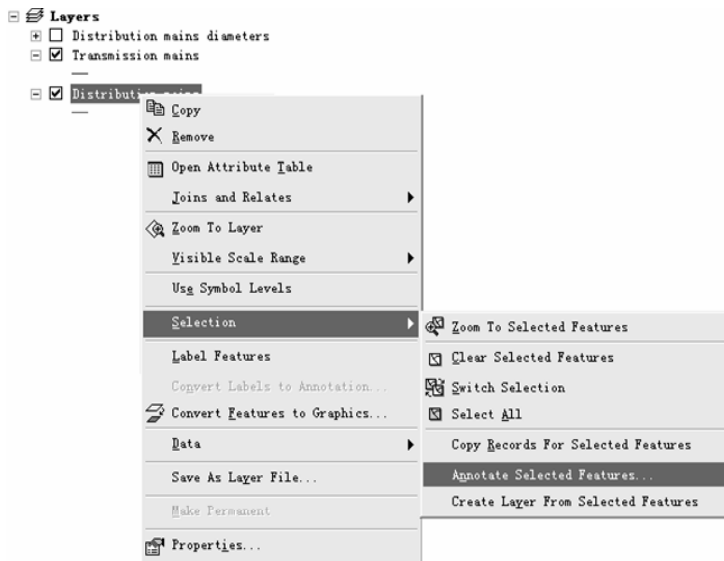 Layers
Distribution mains diameters
Transmission mains
Distribution mains
Copy
Remove
Open Attribute Table
Joins and Relates
Zoom To Layer
Visible Scale Range
Use Symbol Levels
Selection
Label Features
Convert Labels to Annotation...
Convert Features to Graphics...
Data
Save As Layer File...
Make Permanent
Properties...
Zoom To Selected Features
Clear Selected Features
Switch Selection
Select All
Copy Records For Selected Features
Annotate Selected Features...
Create Layer From Selected Features